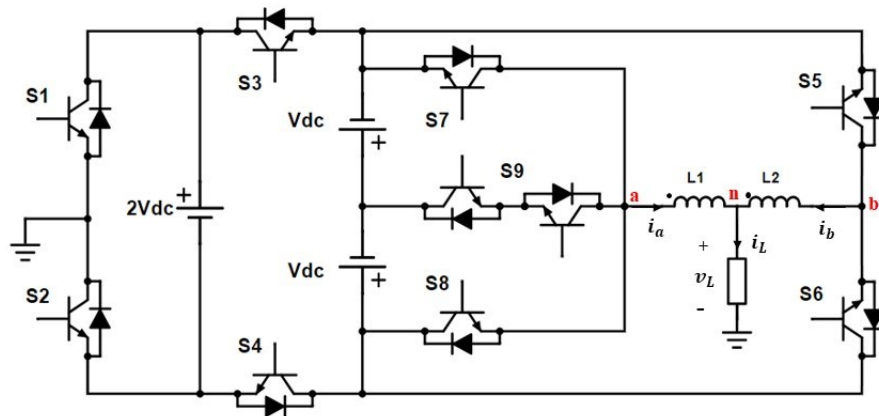 S1
S2
2Vdc
+
S3
S4
Vdc
+
Vdc
+
S7
S9
S8
a
L1
n
L2
b
i_a
i_L
i_b
+
v_L
-
S5
S6